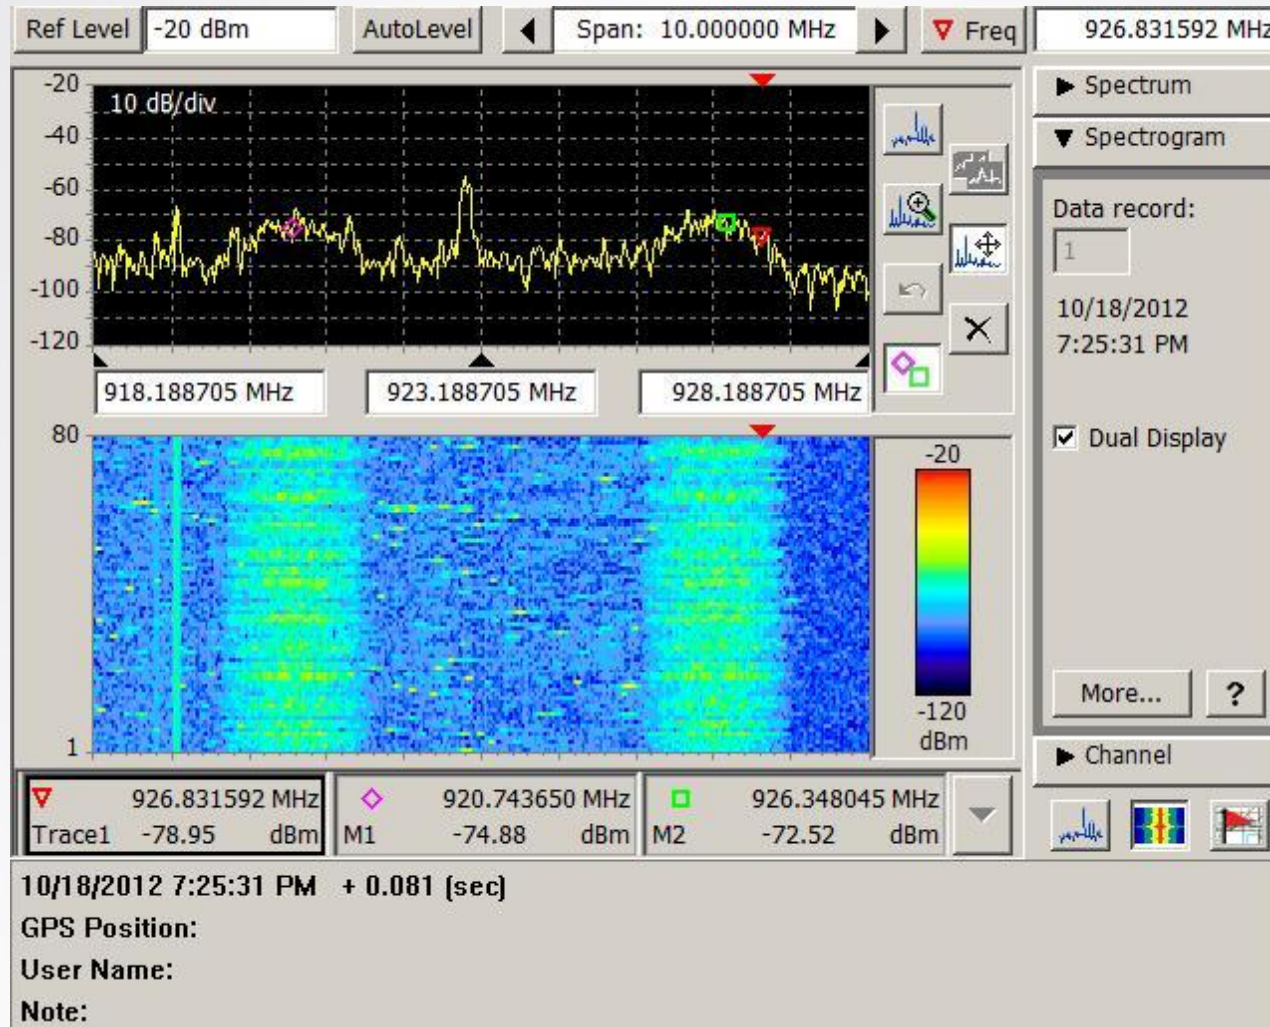 Ref Level -20 dBm AutoLevel Span: 10.000000 MHz Freq 926.831592 MHz
10 dB/div
-20
-40
-60
-80
-100
-120
918.188705 MHz 923.188705 MHz 928.188705 MHz
80
1
-20
-120
dBm
Spectrum
Spectrogram
Data record:
1
10/18/2012
7:25:31 PM
Dual Display
More... ?
Channel
926.831592 MHz
Trace1 -78.95 dBm
920.743650 MHz
M1 -74.88 dBm
926.348045 MHz
M2 -72.52 dBm
10/18/2012 7:25:31 PM + 0.081 (sec)
GPS Position:
User Name:
Note: